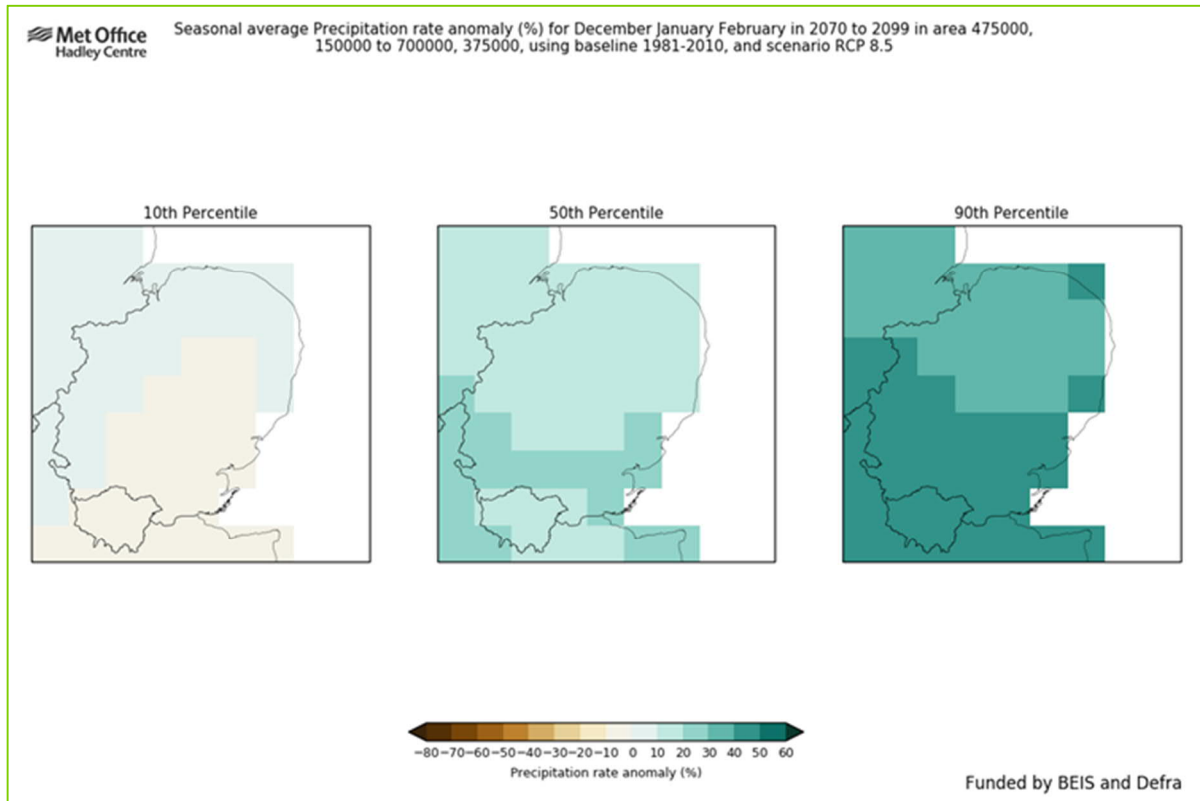 Met Office
Hadley Centre
Seasonal average Precipitation rate anomaly (%) for December January February in 2070 to 2099 in area 475000,
150000 to 700000, 375000, using baseline 1981-2010, and scenario RCP 8.5
10th Percentile
50th Percentile
90th Percentile
−80 −70 −60 −50 −40 −30 −20 −10 0 10 20 30 40 50 60
Precipitation rate anomaly (%)
Funded by BEIS and Defra